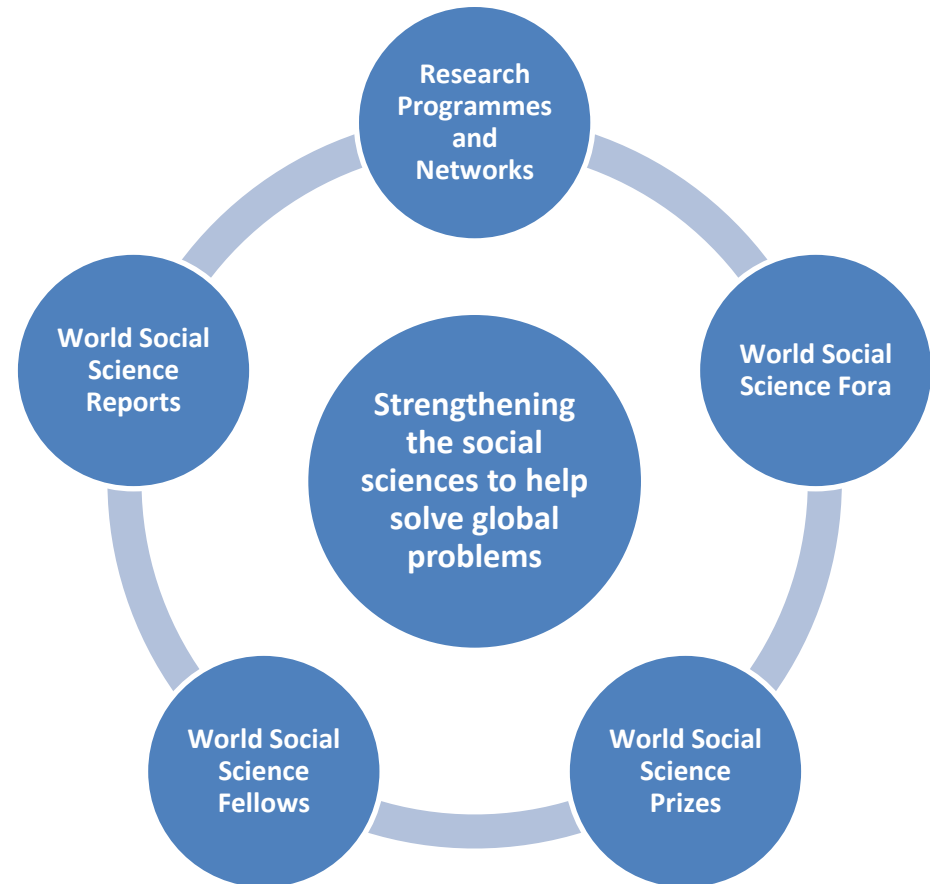 Research
Programmes
and
Networks
World Social
Science
Reports
World Social
Science Fora
Strengthening
the social
sciences to help
solve global
problems
World Social
Science
Fellows
World Social
Science
Prizes